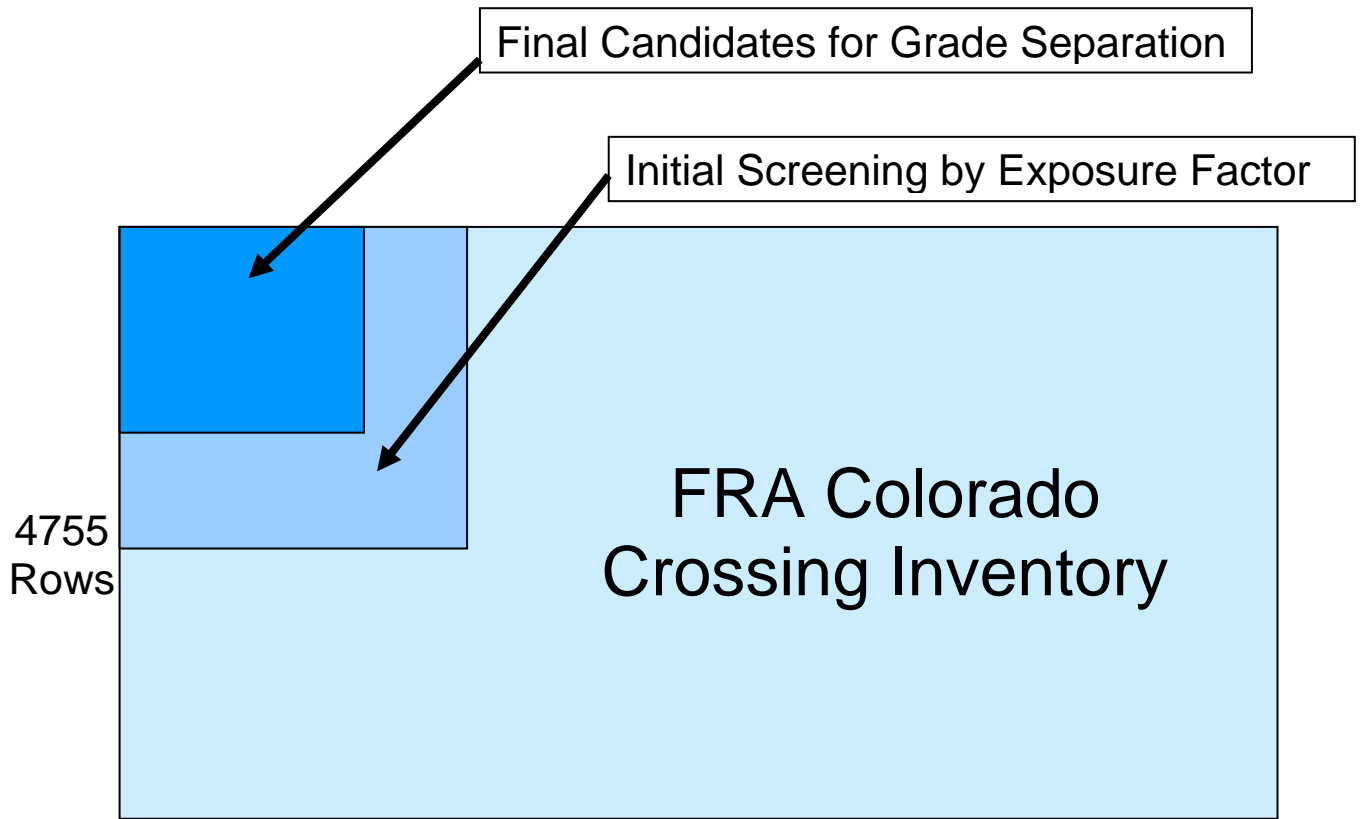 Final Candidates for Grade Separation
Initial Screening by Exposure Factor
FRA Colorado
Crossing Inventory
4755
Rows